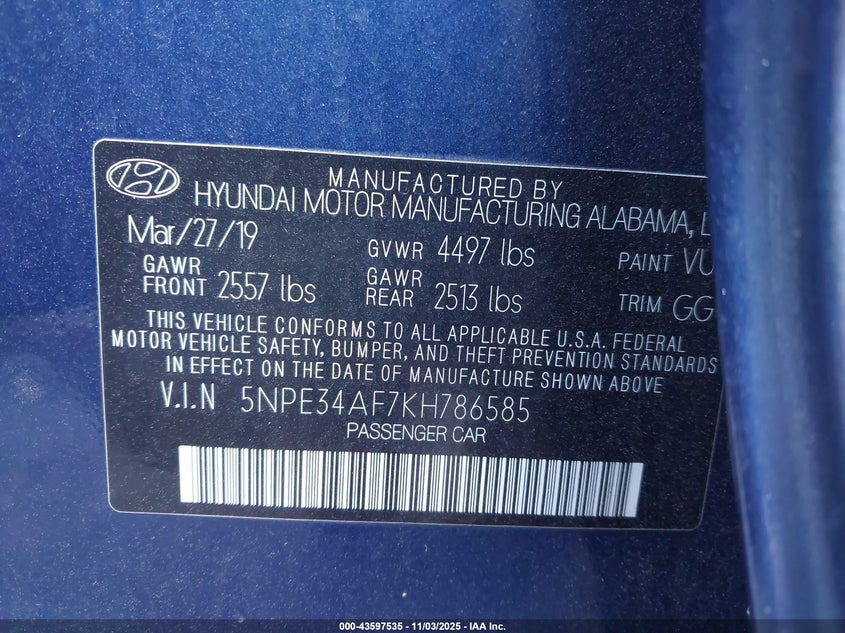 MANUFACTURED BY
HYUNDAI MOTOR MANUFACTURING ALABAMA, L
Mar/27/19 GVWR 4497 lbs PAINT VU
GAWR FRONT 2557 lbs GAWR REAR 2513 lbs TRIM GG
THIS VEHICLE CONFORMS TO ALL APPLICABLE U.S.A. FEDERAL
MOTOR VEHICLE SAFETY, BUMPER, AND THEFT PREVENTION STANDARDS
IN EFFECT ON THE DATE OF MANUFACTURE SHOWN ABOVE.
V.I.N 5NPE34AF7KH786585
PASSENGER CAR
000-43597535 - 11/03/2025 - IAA Inc.